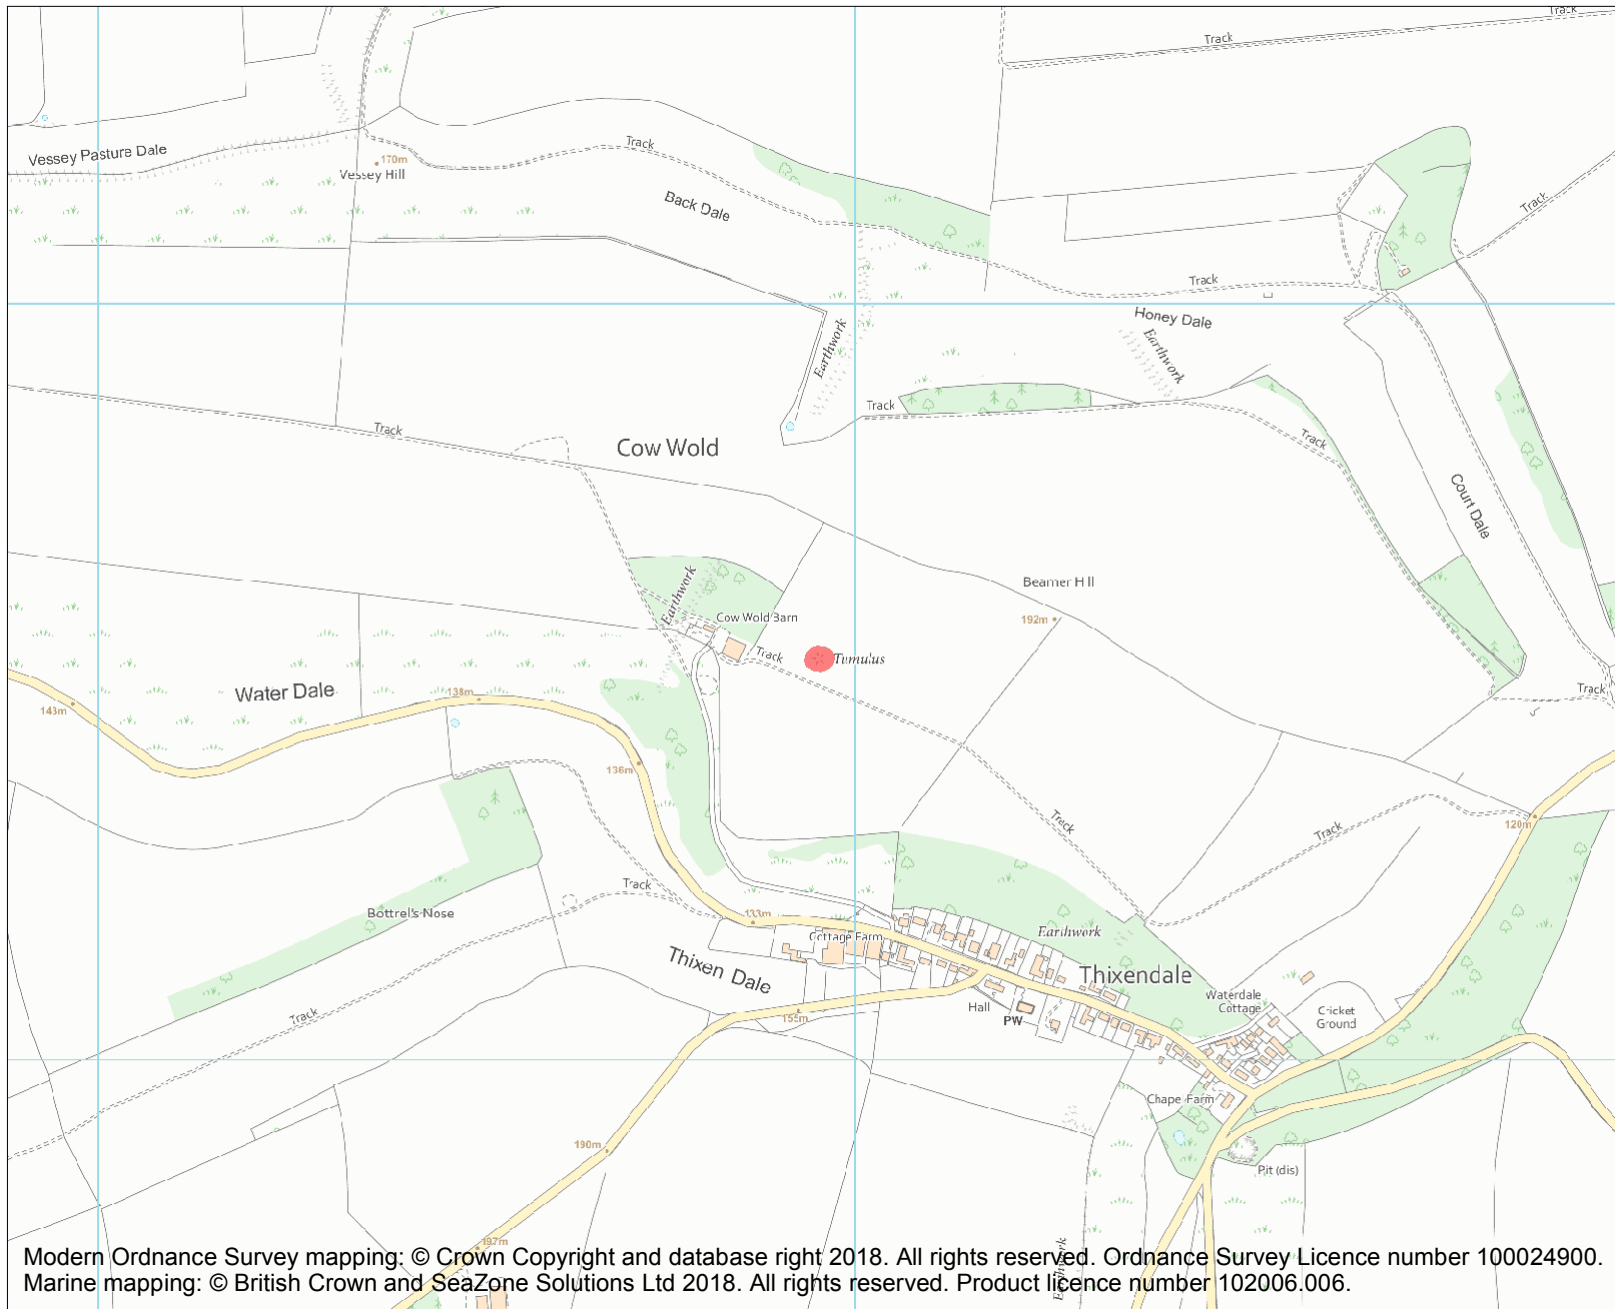 Track
Track
Vessey Pasture Dale
170m
Vessey Hill
Track
Back Dale
Track
Track
Honey Dale
Earthwork
Earthwork
Track
Track
Track
Cow Wold
Court Dale
Beamer Hill
192m
Earthwork
Cow Wold Barn
Track
Tumulus
Track
Water Dale
138m
143m
136m
Track
Track
120m
Track
Bottrel's Nose
133m
Cottage Farm
Earthwork
Thixen Dale
Thixendale
Waterdale
Cottage
Cricket
Ground
Hall
PW
155m
Track
Chapel Farm
190m
Pit (dis)
Earthwork
197m
Modern Ordnance Survey mapping: © Crown Copyright and database right 2018. All rights reserved. Ordnance Survey Licence number 100024900.
Marine mapping: © British Crown and SeaZone Solutions Ltd 2018. All rights reserved. Product licence number 102006.006.